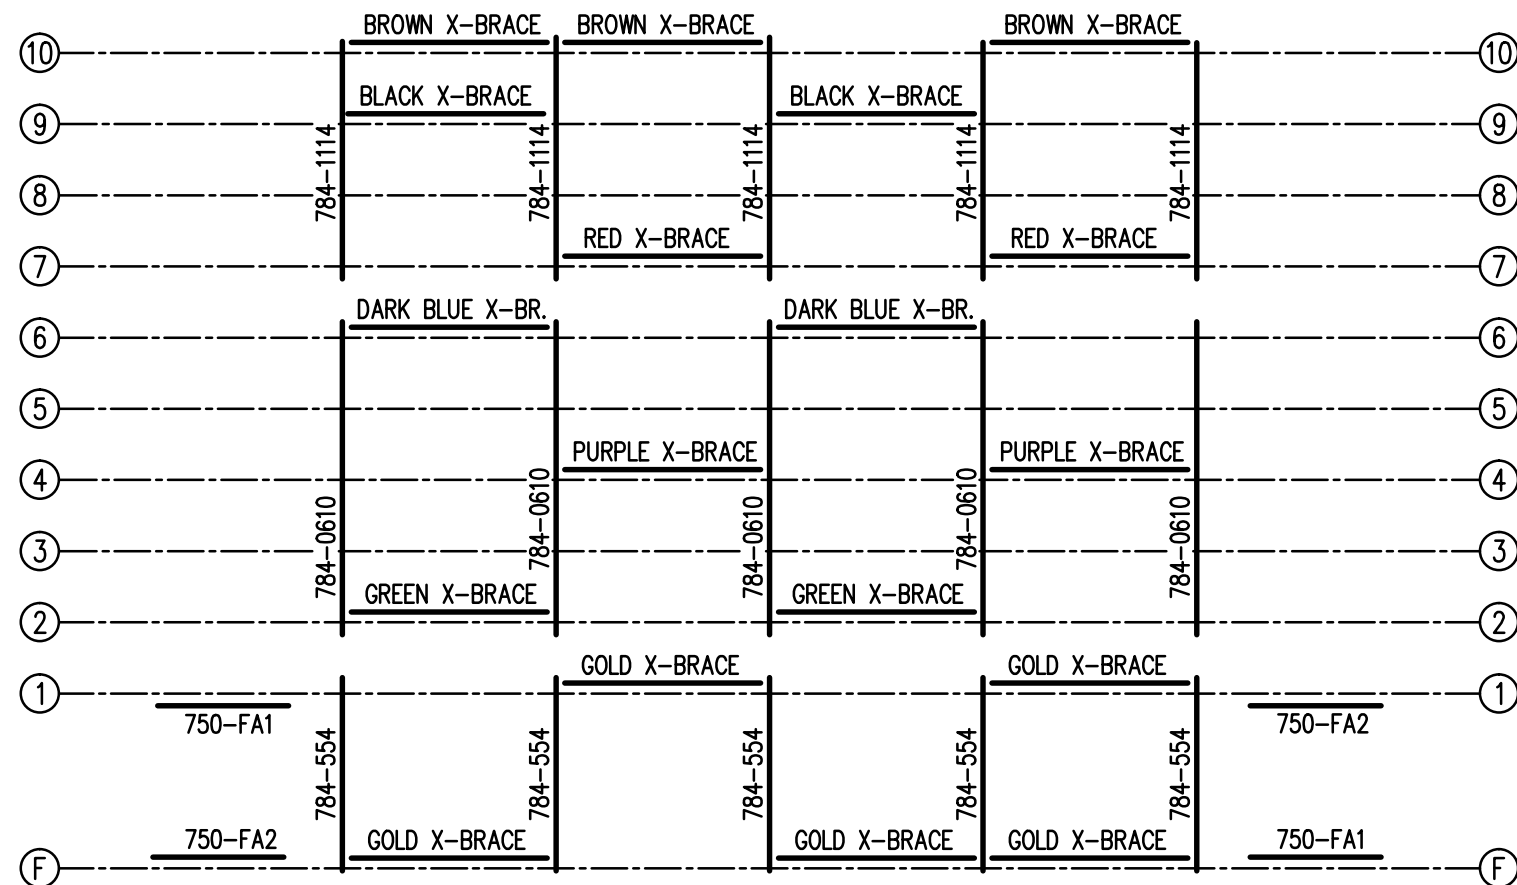 BROWN X-BRACE BROWN X-BRACE BROWN X-BRACE
10 10
BLACK X-BRACE BLACK X-BRACE
9 9
784-1114 784-1114 784-1114 784-1114 784-1114
8 8
RED X-BRACE RED X-BRACE
7 7
DARK BLUE X-BR. DARK BLUE X-BR.
6 6
5 5
PURPLE X-BRACE PURPLE X-BRACE
4 4
784-0610 784-0610 784-0610 784-0610 784-0610
3 3
GREEN X-BRACE GREEN X-BRACE
2 2
GOLD X-BRACE GOLD X-BRACE
1 1
750-FA1 750-FA2
784-554 784-554 784-554 784-554 784-554
750-FA2 GOLD X-BRACE GOLD X-BRACE GOLD X-BRACE 750-FA1
F F